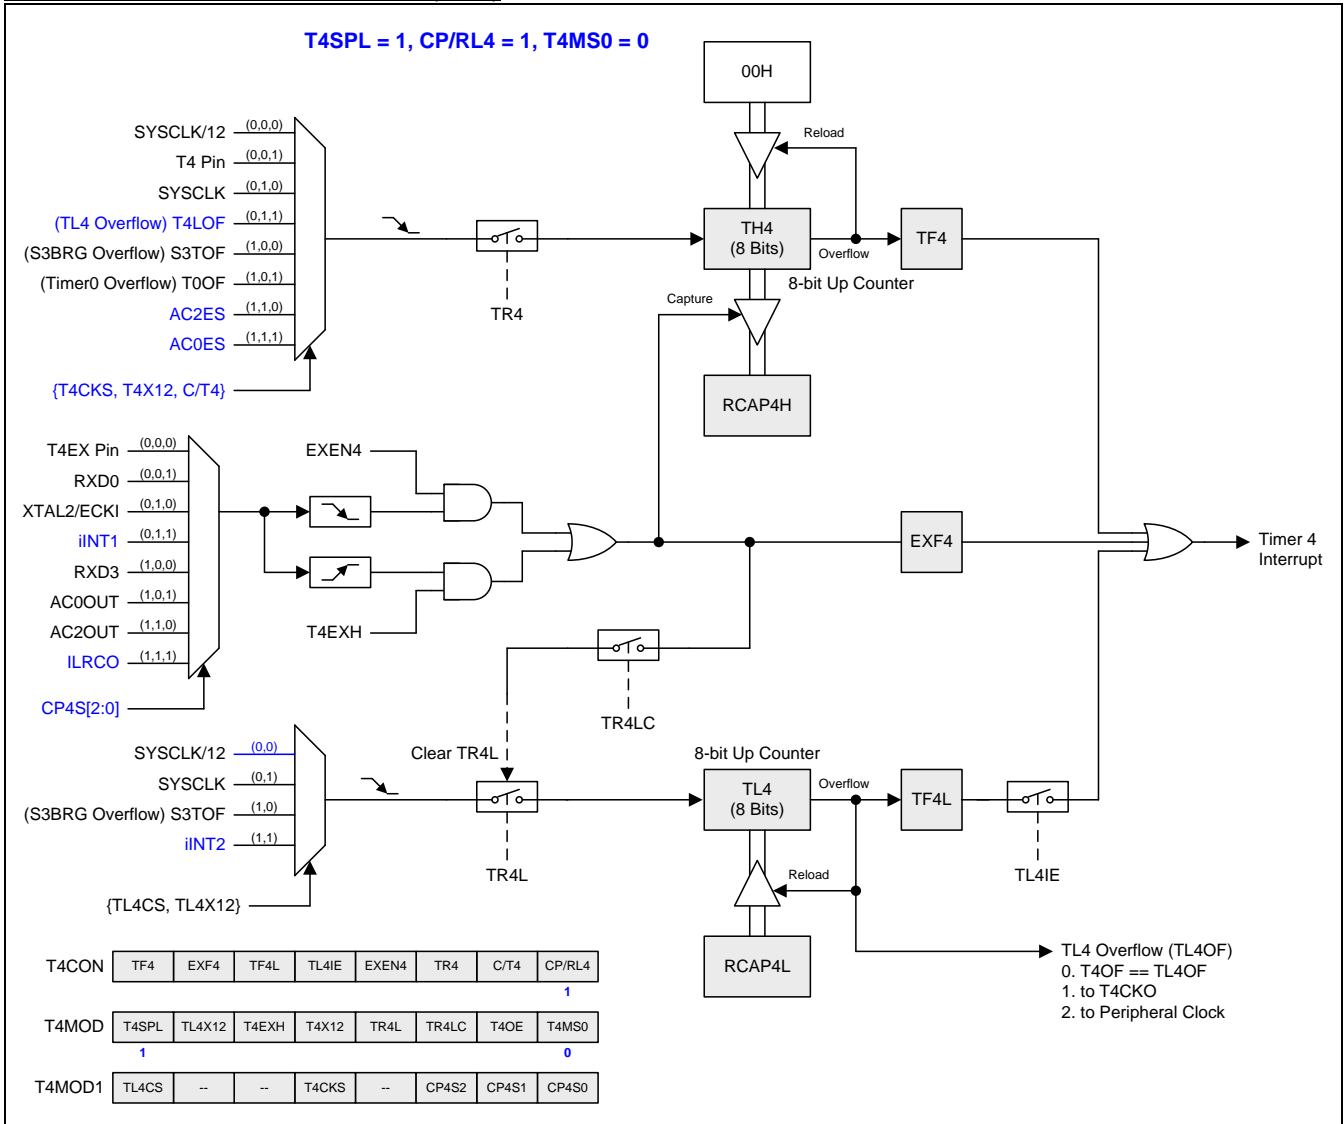 T4SPL = 1, CP/RL4 = 1, T4MS0 = 0
00H
Reload
SYSCLK/12 (0,0,0)
T4 Pin (0,0,1)
SYSCLK (0,1,0)
(TL4 Overflow) T4LOF (0,1,1)
(S3BRG Overflow) S3TOF (1,0,0)
(Timer0 Overflow) T0OF (1,0,1)
AC2ES (1,1,0)
AC0ES (1,1,1)
{T4CKS, T4X12, C/T4}
TR4
TH4
(8 Bits)
Overflow
TF4
8-bit Up Counter
Capture
RCAP4H
T4EX Pin (0,0,0)
RXD0 (0,0,1)
XTAL2/ECKI (0,1,0)
iINT1 (0,1,1)
RXD3 (1,0,0)
AC0OUT (1,0,1)
AC2OUT (1,1,0)
ILRCO (1,1,1)
CP4S[2:0]
EXEN4
T4EXH
EXF4
Timer 4
Interrupt
TR4LC
Clear TR4L
SYSCLK/12 (0,0)
SYSCLK (0,1)
(S3BRG Overflow) S3TOF (1,0)
iINT2 (1,1)
{TL4CS, TL4X12}
TR4L
8-bit Up Counter
TL4
(8 Bits)
Overflow
TF4L
TL4IE
Reload
RCAP4L
TL4 Overflow (TL4OF)
0. T4OF == TL4OF
1. to T4CKO
2. to Peripheral Clock
T4CON TF4 EXF4 TF4L TL4IE EXEN4 TR4 C/T4 CP/RL4
1
T4MOD T4SPL TL4X12 T4EXH T4X12 TR4L TR4LC T4OE T4MS0
1 0
T4MOD1 TL4CS -- -- T4CKS -- CP4S2 CP4S1 CP4S0